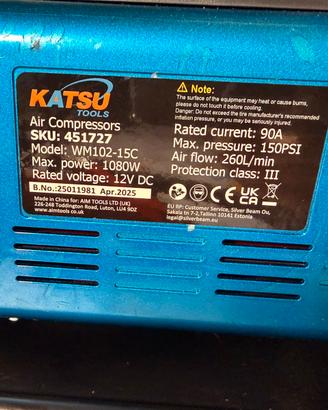 KATSU
TOOLS
Air Compressors
SKU: 451727
Model: WM102-15C
Max. power: 1080W
Rated voltage: 12V DC
B.No.:25011981 Apr.2025
Made in China for: AIM TOOLS LTD (UK)
226-248 Toddington Road, Luton, LU4 9DZ
www.aimtools.co.uk
Note:
The surface of the equipment may heat or cause burns,
please do not touch it before cooling.
Danger: Do not exceed the tire manufacturer's recommended
inflation pressure, or you may be seriously injured.
Rated current: 90A
Max. pressure: 150PSI
Air flow: 260L/min
Protection class: III
CE UK CA
EU RP: Customer Service, Silver Beam Ou,
Sakala tn 7-2, Tallinn 10141 Estonia
legal@silverbeam.eu